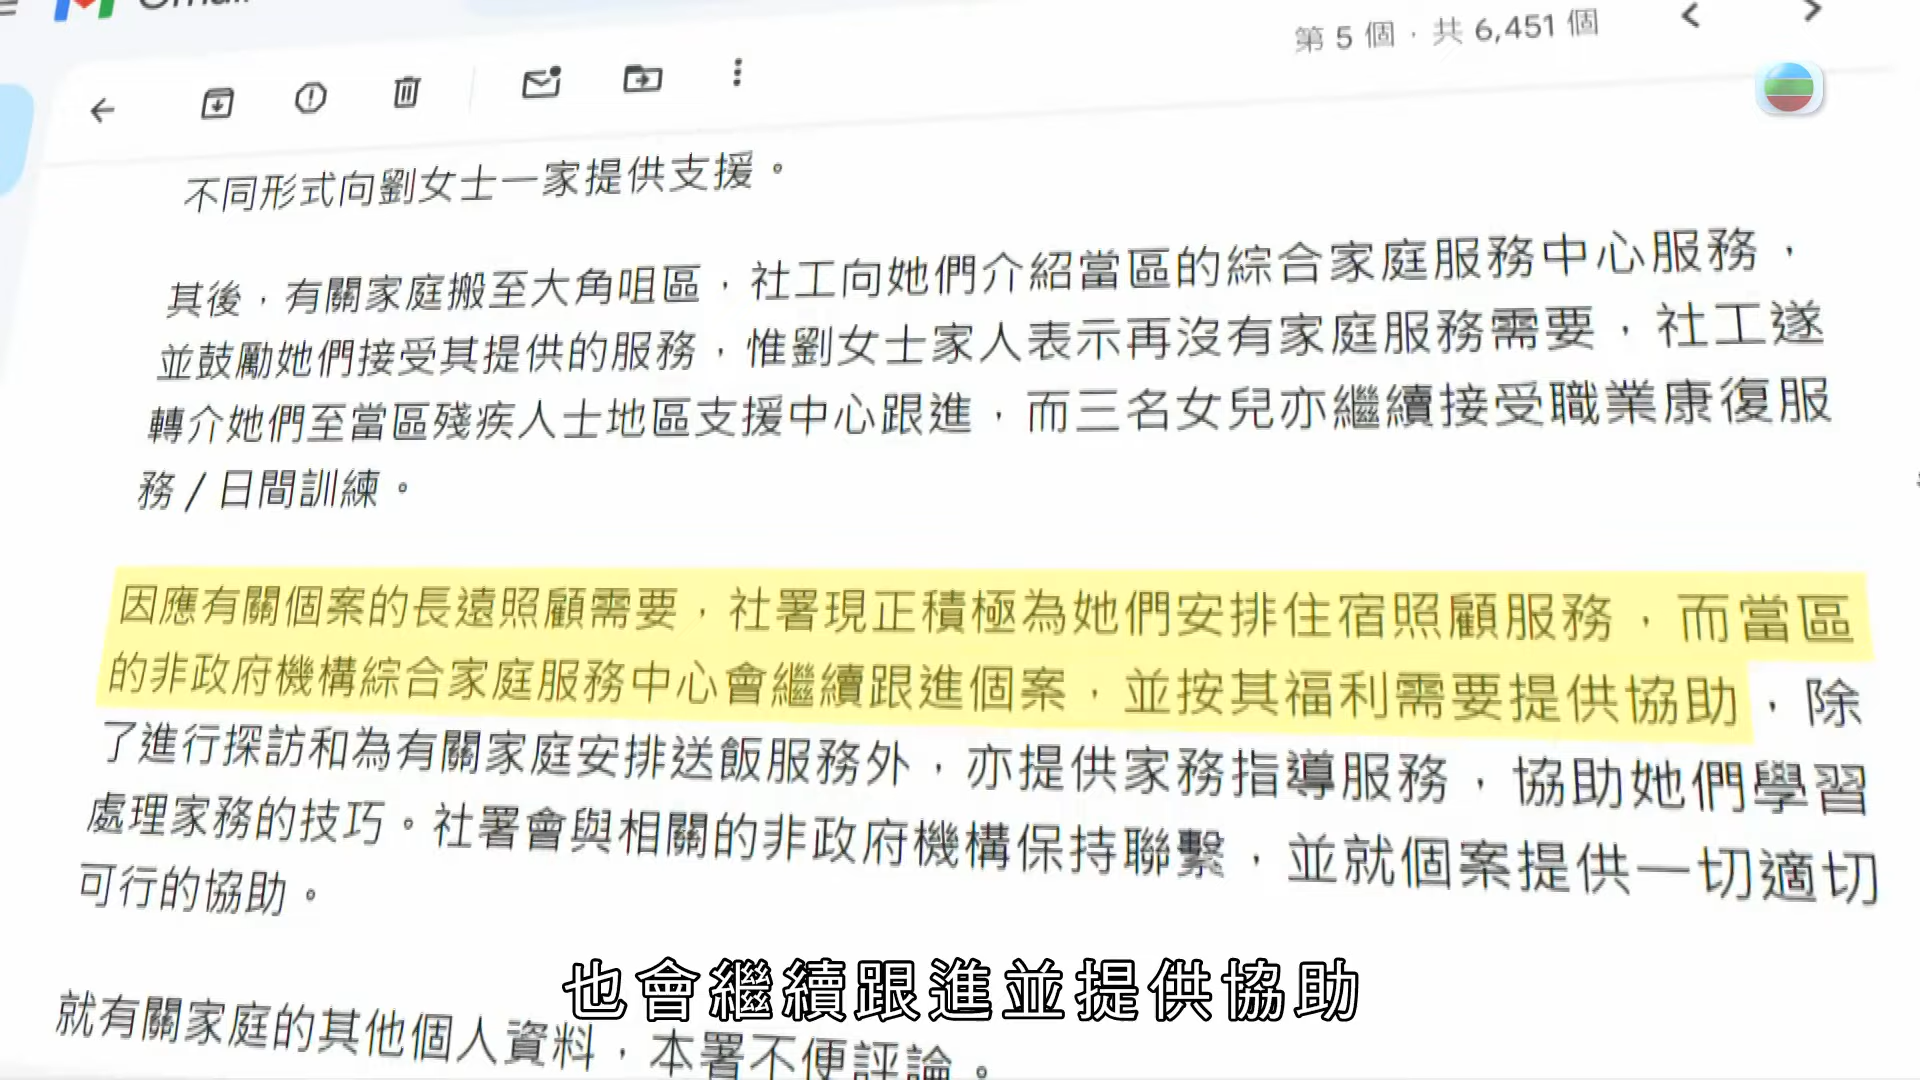 第 5 個，共 6,451 個
不同形式向劉女士一家提供支援。
其後，有關家庭搬至大角咀區，社工向她們介紹當區的綜合家庭服務中心服務，
並鼓勵她們接受其提供的服務，惟劉女士家人表示再沒有家庭服務需要，社工遂
轉介她們至當區殘疾人士地區支援中心跟進，而三名女兒亦繼續接受職業康復服
務 / 日間訓練。
因應有關個案的長遠照顧需要，社署現正積極為她們安排住宿照顧服務，而當區
的非政府機構綜合家庭服務中心會繼續跟進個案，並按其福利需要提供協助，除
了進行探訪和為有關家庭安排送飯服務外，亦提供家務指導服務，協助她們學習
處理家務的技巧。社署會與相關的非政府機構保持聯繫，並就個案提供一切適切
可行的協助。
就有關家庭的其他個人資料，本署不便評論。
也會繼續跟進並提供協助